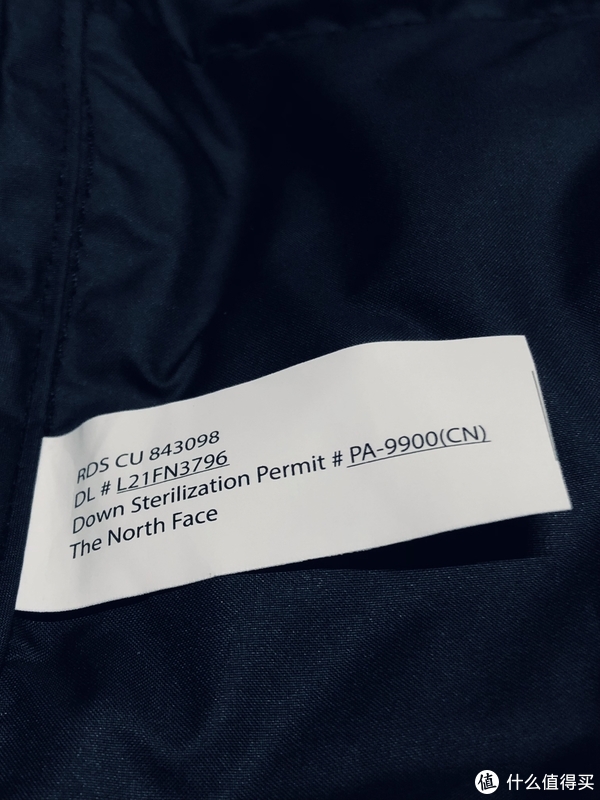 RDS CU 843098
DL # L21FN3796
Down Sterilization Permit # PA-9900(CN)
The North Face
值 什么值得买